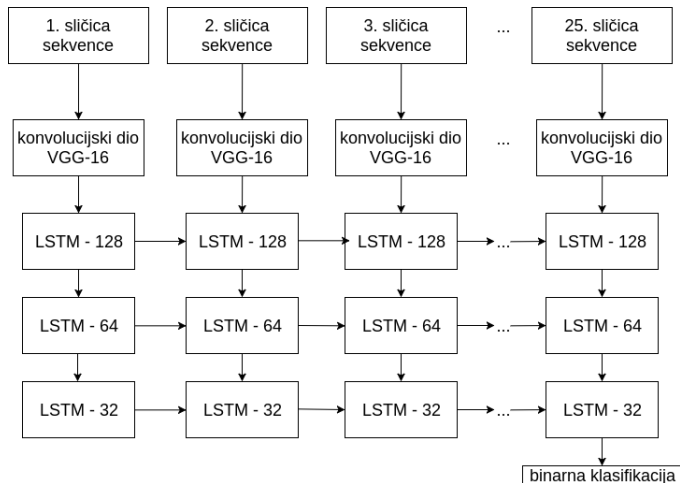 1. sličica
sekvence
2. sličica
sekvence
3. sličica
sekvence
...
25. sličica
sekvence
konvolucijski dio
VGG-16
konvolucijski dio
VGG-16
konvolucijski dio
VGG-16
...
konvolucijski dio
VGG-16
LSTM - 128
LSTM - 128
LSTM - 128
...
LSTM - 128
LSTM - 64
LSTM - 64
LSTM - 64
...
LSTM - 64
LSTM - 32
LSTM - 32
LSTM - 32
...
LSTM - 32
binarna klasifikacija